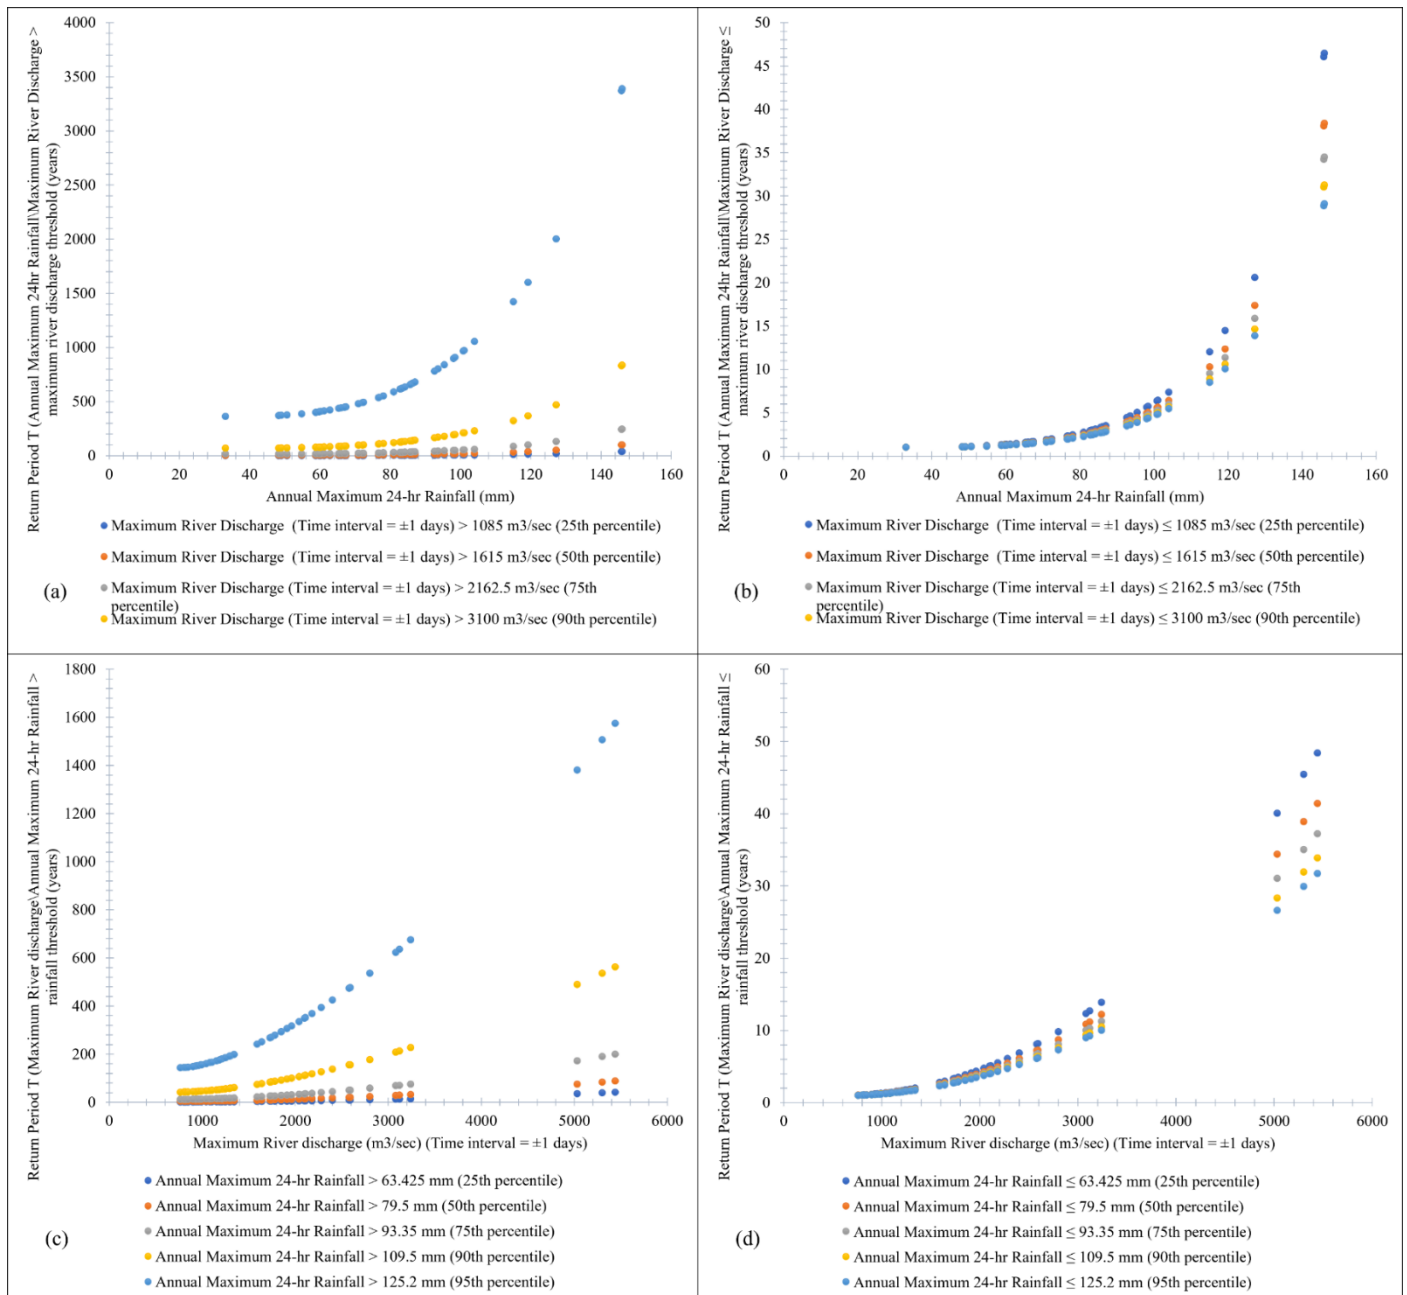 Return Period T (Annual Maximum 24hr Rainfall\Maximum River Discharge >
maximum river discharge threshold (years)
4000
3500
3000
2500
2000
1500
1000
500
0
0 20 40 60 80 100 120 140 160
Annual Maximum 24-hr Rainfall (mm)
Maximum River Discharge (Time interval = ±1 days) > 1085 m3/sec (25th percentile)
Maximum River Discharge (Time interval = ±1 days) > 1615 m3/sec (50th percentile)
Maximum River Discharge (Time interval = ±1 days) > 2162.5 m3/sec (75th
percentile)
Maximum River Discharge (Time interval = ±1 days) > 3100 m3/sec (90th percentile)
(a)
Return Period T (Annual Maximum 24hr Rainfall\Maximum River Discharge ≤
maximum river discharge threshold (years)
50
45
40
35
30
25
20
15
10
5
0
0 20 40 60 80 100 120 140 160
Annual Maximum 24-hr Rainfall (mm)
Maximum River Discharge (Time interval = ±1 days) ≤ 1085 m3/sec (25th percentile)
Maximum River Discharge (Time interval = ±1 days) ≤ 1615 m3/sec (50th percentile)
Maximum River Discharge (Time interval = ±1 days) ≤ 2162.5 m3/sec (75th
percentile)
Maximum River Discharge (Time interval = ±1 days) ≤ 3100 m3/sec (90th percentile)
(b)
Return Period T (Maximum River discharge\Annual Maximum 24-hr Rainfall >
rainfall threshold (years)
1800
1600
1400
1200
1000
800
600
400
200
0
0 1000 2000 3000 4000 5000 6000
Maximum River discharge (m3/sec) (Time interval = ±1 days)
Annual Maximum 24-hr Rainfall > 63.425 mm (25th percentile)
Annual Maximum 24-hr Rainfall > 79.5 mm (50th percentile)
Annual Maximum 24-hr Rainfall > 93.35 mm (75th percentile)
Annual Maximum 24-hr Rainfall > 109.5 mm (90th percentile)
Annual Maximum 24-hr Rainfall > 125.2 mm (95th percentile)
(c)
Return Period T (Maximum River discharge\Annual Maximum 24-hr Rainfall ≤
rainfall threshold (years)
60
50
40
30
20
10
0
0 1000 2000 3000 4000 5000 6000
Maximum River discharge (m3/sec) (Time interval = ±1 days)
Annual Maximum 24-hr Rainfall ≤ 63.425 mm (25th percentile)
Annual Maximum 24-hr Rainfall ≤ 79.5 mm (50th percentile)
Annual Maximum 24-hr Rainfall ≤ 93.35 mm (75th percentile)
Annual Maximum 24-hr Rainfall ≤ 109.5 mm (90th percentile)
Annual Maximum 24-hr Rainfall ≤ 125.2 mm (95th percentile)
(d)